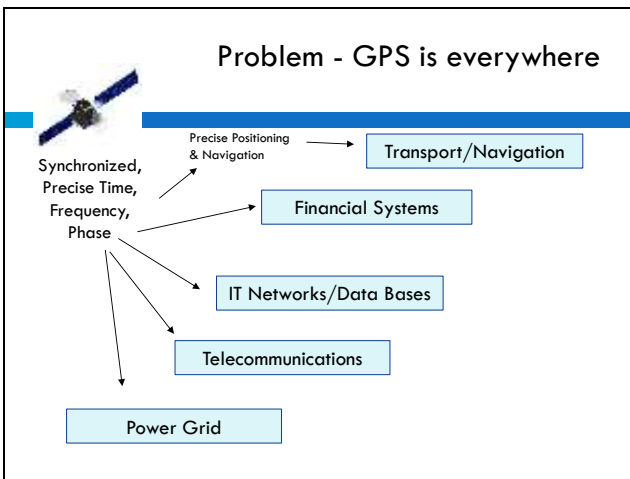 Problem - GPS is everywhere
Precise Positioning
& Navigation
Transport/Navigation
Synchronized,
Precise Time,
Frequency,
Phase
Financial Systems
IT Networks/Data Bases
Telecommunications
Power Grid